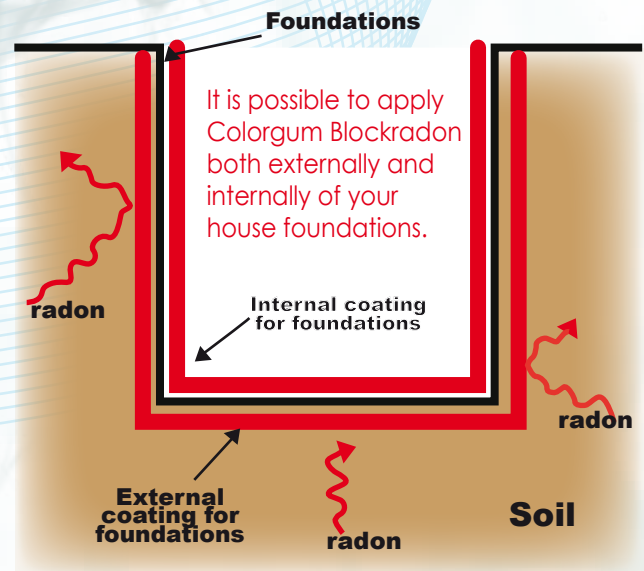 Foundations
It is possible to apply
Colorgum Blockradon
both externally and
internally of your
house foundations.
Internal coating
for foundations
radon
radon
External
coating for
foundations
radon
Soil